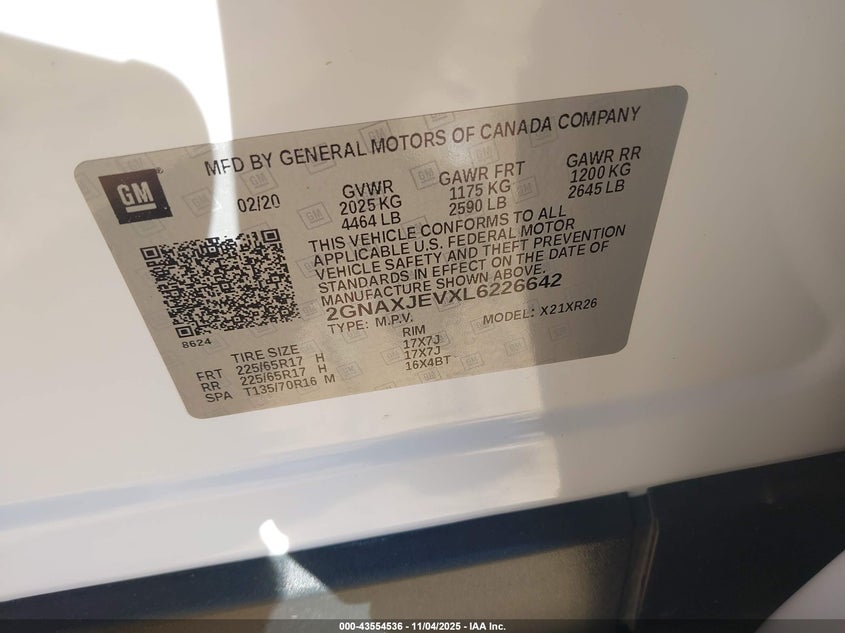 MFD BY GENERAL MOTORS OF CANADA COMPANY
GM
02/20
GVWR
2025 KG
4464 LB
GAWR FRT
1175 KG
2590 LB
GAWR RR
1200 KG
2645 LB
THIS VEHICLE CONFORMS TO ALL
APPLICABLE U.S. FEDERAL MOTOR
VEHICLE SAFETY AND THEFT PREVENTION
STANDARDS IN EFFECT ON THE DATE OF
MANUFACTURE SHOWN ABOVE.
2GNAXJEVXL6226642
TYPE: M.P.V. MODEL: X21XR26
8624
TIRE SIZE RIM
FRT 225/65R17 H 17X7J
RR 225/65R17 H 17X7J
SPA T135/70R16 M 16X4BT
000-43554536 - 11/04/2025 - IAA Inc.